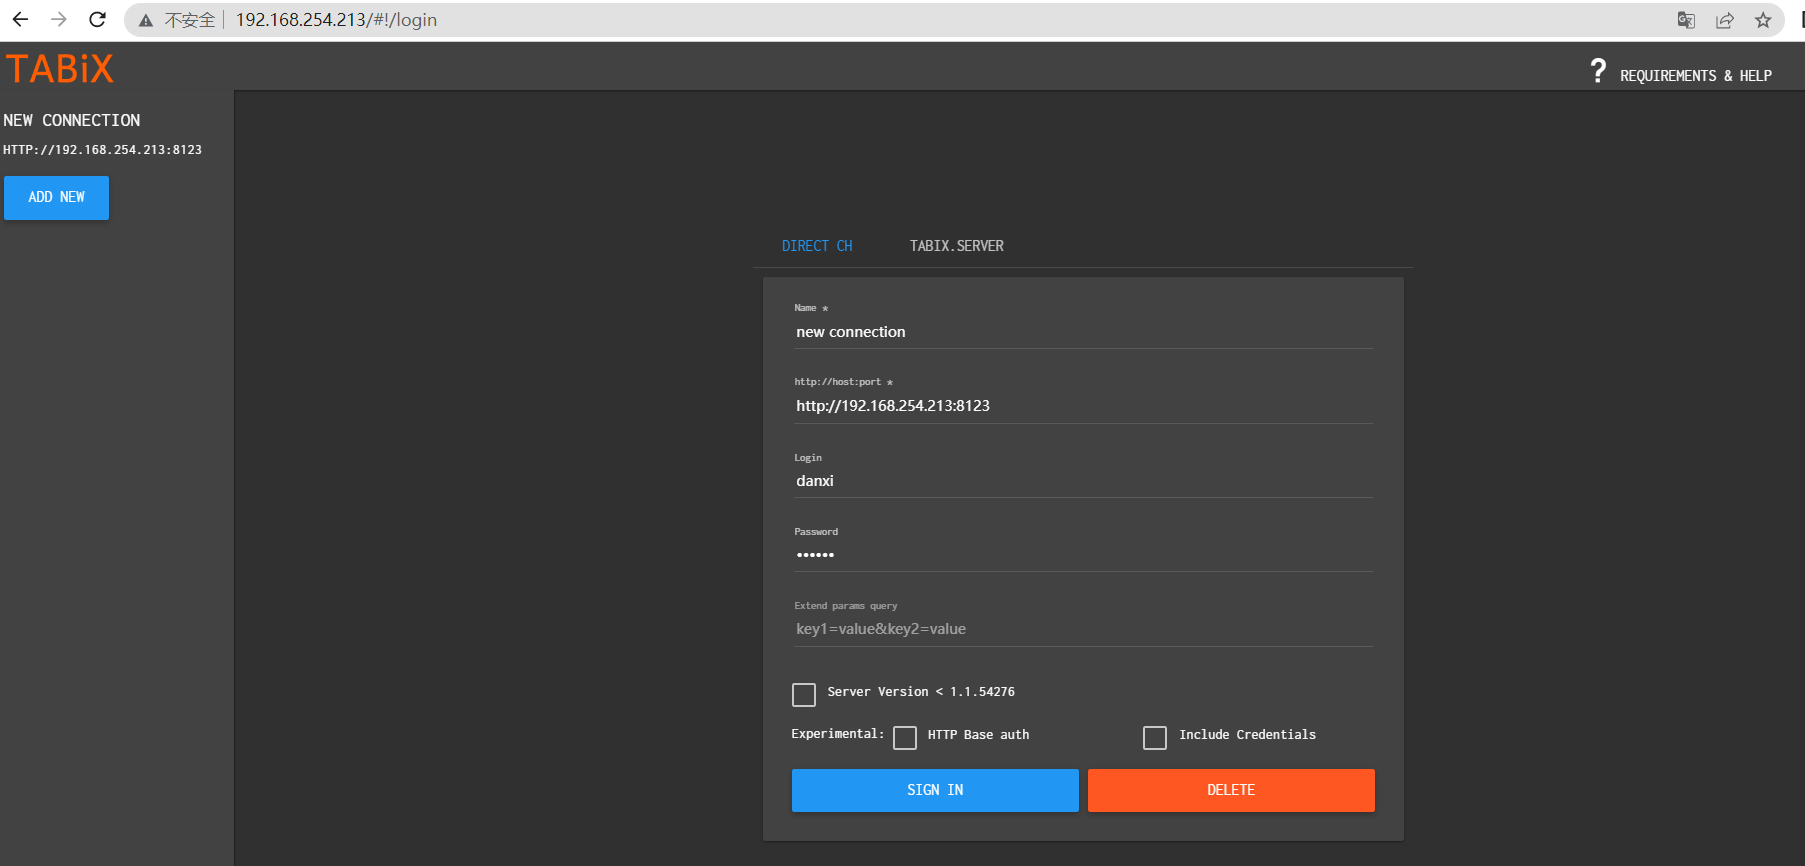 不安全 192.168.254.213/#!/login
TABiX
? REQUIREMENTS & HELP
NEW CONNECTION
HTTP://192.168.254.213:8123
ADD NEW
DIRECT CH TABIX.SERVER
Name *
new connection
http://host:port *
http://192.168.254.213:8123
Login
danxi
Password
••••••
Extend params query
key1=value&key2=value
Server Version < 1.1.54276
Experimental: HTTP Base auth Include Credentials
SIGN IN DELETE